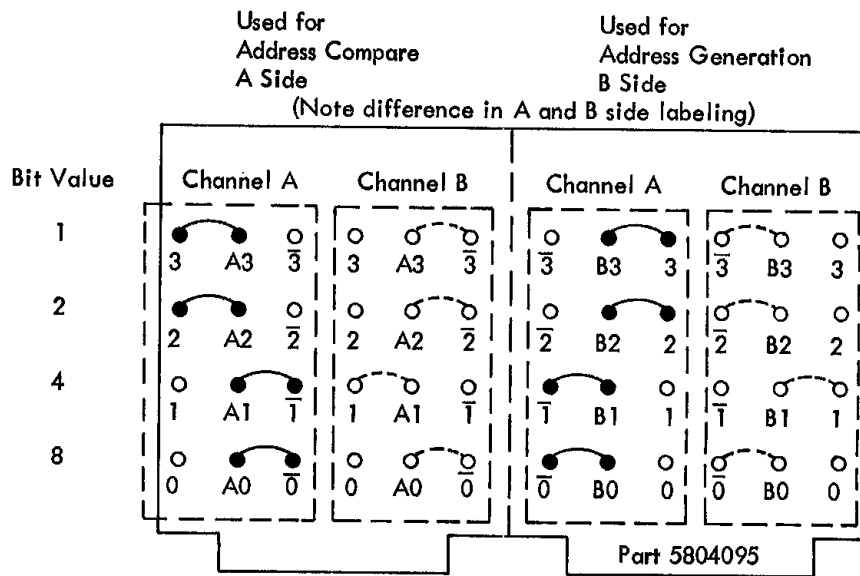 Used for
Address Compare
A Side
Used for
Address Generation
B Side
(Note difference in A and B side labeling)
Bit Value Channel A Channel B Channel A Channel B
1
3 A3 3̅ 3 A3 3̅ 3̅ B3 3 3̅ B3 3
2
2 A2 2̅ 2 A2 2̅ 2̅ B2 2 2̅ B2 2
4
1 A1 1̅ 1 A1 1̅ 1̅ B1 1 1̅ B1 1
8
0 A0 0̅ 0 A0 0̅ 0̅ B0 0 0̅ B0 0
Part 5804095